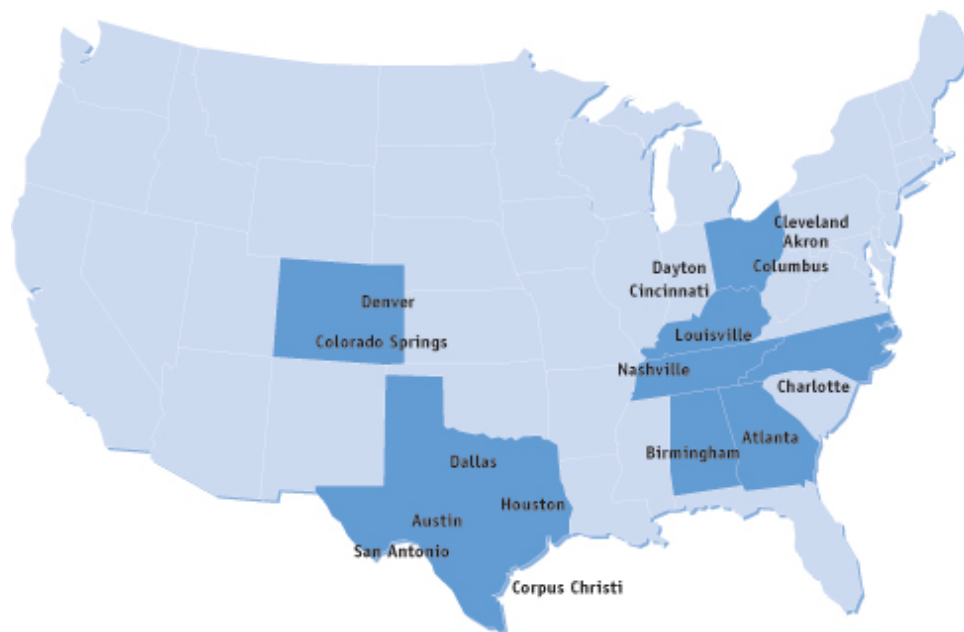 Cleveland
Akron
Columbus
Dayton
Cincinnati
Denver
Louisville
Colorado Springs
Nashville
Charlotte
Atlanta
Birmingham
Dallas
Houston
Austin
San Antonio
Corpus Christi